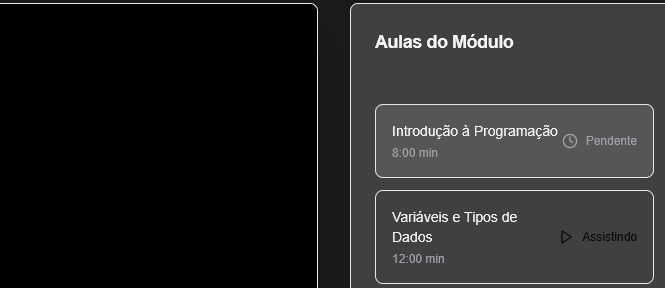 Aulas do Módulo
Introdução à Programação
Pendente
8:00 min
Variáveis e Tipos de
Dados
Assistindo
12:00 min